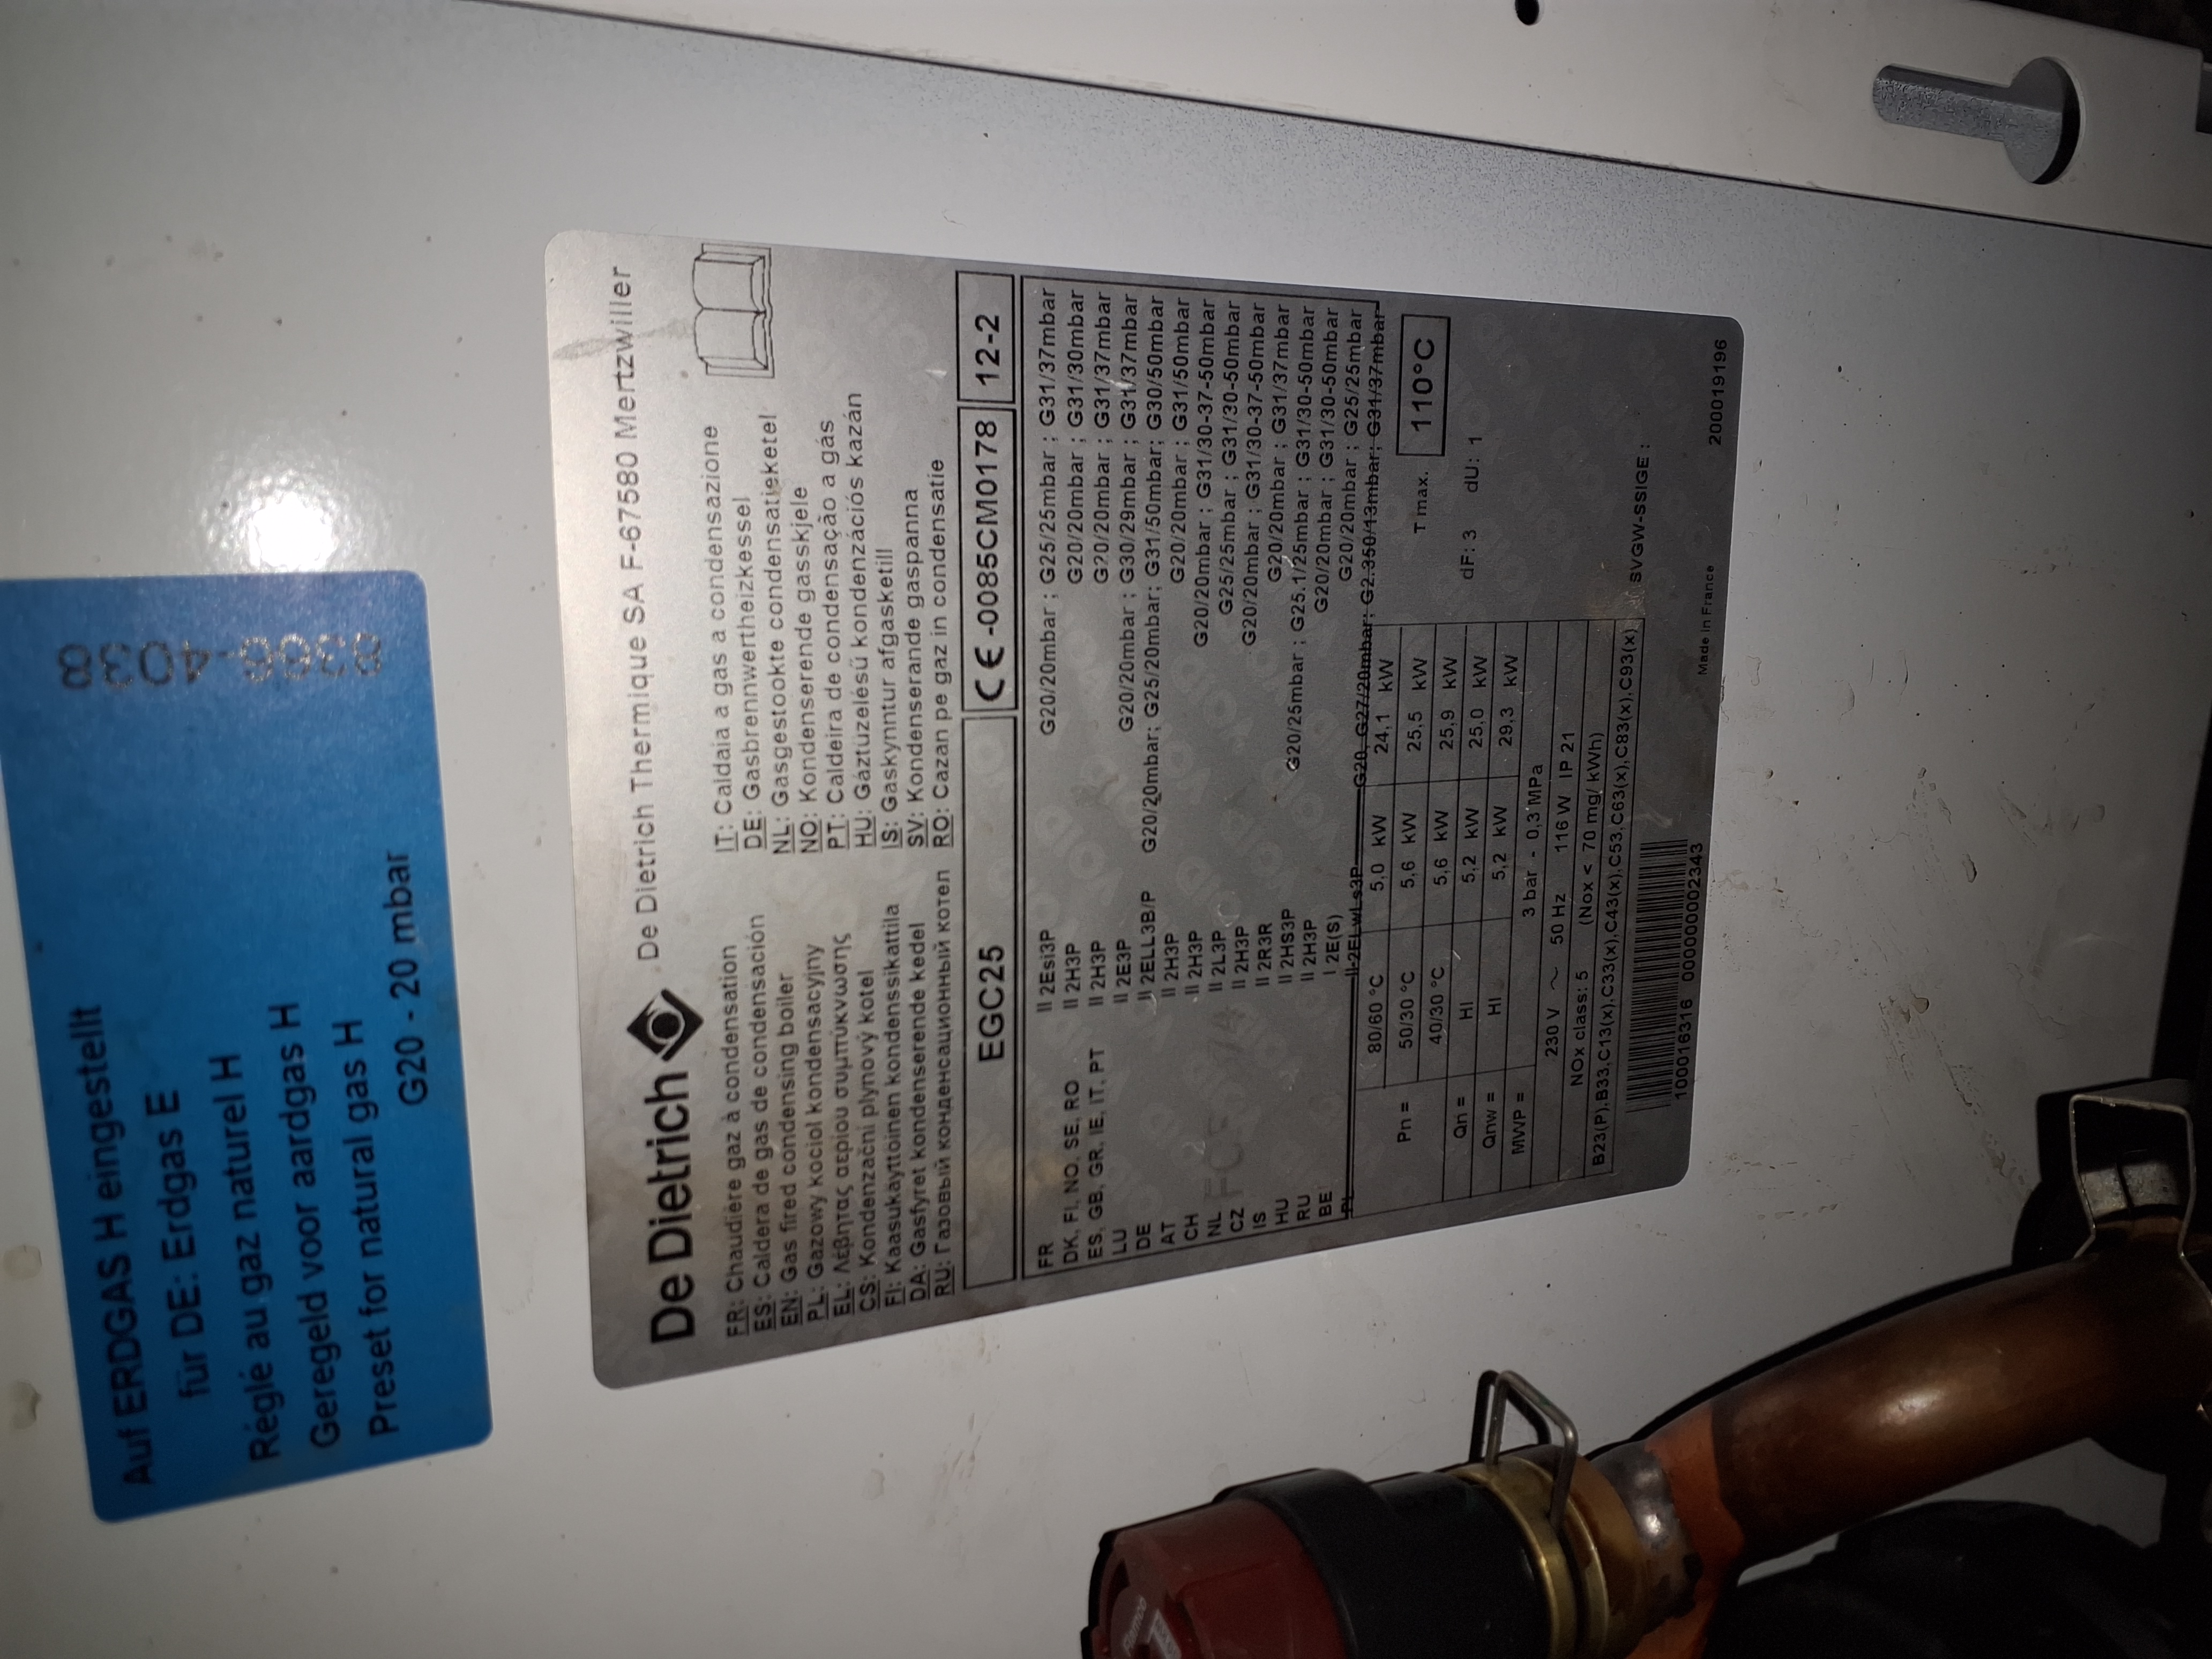 Auf ERDGAS H eingestellt
für DE: Erdgas E
Réglé au gaz naturel H
Geregeld voor aardgas H
Preset for natural gas H
G20 - 20 mbar
De Dietrich
De Dietrich Thermique SA F-67580 Mertzwiller
FR: Chaudière gaz à condensation
ES: Caldera de gas de condensación
EN: Gas fired condensing boiler
PL: Gazowy kocioł kondensacyjny
EL: Λέβητας αερίου συμπύκνωσης
CS: Kondenzační plynový kotel
FI: Kaasukäyttöinen kondenssikattila
DA: Gasfyret kondenserende kedel
RU: Газовый конденсационный котел
IT: Caldaia a gas a condensazione
DE: Gasbrennwertheizkessel
NL: Gasgestookte condensatieketel
NO: Kondenserende gasskjele
PT: Caldeira de condensação a gás
HU: Gáztüzelésű kondenzációs kazán
IS: Gaskynntur afgasketill
SV: Kondenserande gaspanna
RO: Cazan pe gaz in condensatie
EGC25 CE-0085CM0178 12-2
FR II 2Esi3P G20/20mbar ; G25/25mbar ; G31/37mbar
DK, FI, NO, SE, RO II 2H3P G20/20mbar ; G31/30mbar
ES, GB, GR, IE, IT, PT II 2H3P G20/20mbar ; G31/37mbar
LU II 2E3P G20/20mbar ; G30/29mbar ; G31/37mbar
DE II 2ELL3B/P G20/20mbar; G25/20mbar; G31/50mbar; G30/50mbar
AT II 2H3P G20/20mbar ; G31/50mbar
CH II 2H3P G20/20mbar ; G31/30-37-50mbar
NL II 2L3P G25/25mbar ; G31/30-50mbar
CZ II 2H3P G20/20mbar ; G31/30-37-50mbar
IS II 2R3R G20/20mbar ; G31/37mbar
HU II 2HS3P G20/25mbar ; G25.1/25mbar ; G31/30-50mbar
RU II 2H3P G20/20mbar ; G31/30-50mbar
BE I 2E(S) G20/20mbar ; G25/25mbar
PL II 2ELwLs3P G20, G27/20mbar; G2.350/13mbar; G31/37mbar
Pn = 80/60 °C 5,0 kW 24,1 kW
50/30 °C 5,6 kW 25,5 kW
40/30 °C 5,6 kW 25,9 kW
Qn = HI 5,2 kW 25,0 kW
Qnw = HI 5,2 kW 29,3 kW
MWP = 3 bar - 0,3 MPa
T max. 110°C
dF: 3 dU: 1
230 V ~ 50 Hz 116 W IP 21
NOx class: 5 (Nox < 70 mg/ kWh)
B23(P),B33,C13(x),C33(x),C43(x),C53,C63(x),C83(x),C93(x)
SVGW-SSIGE :
100016316 0000000002343
Made in France
200019196
Flamco